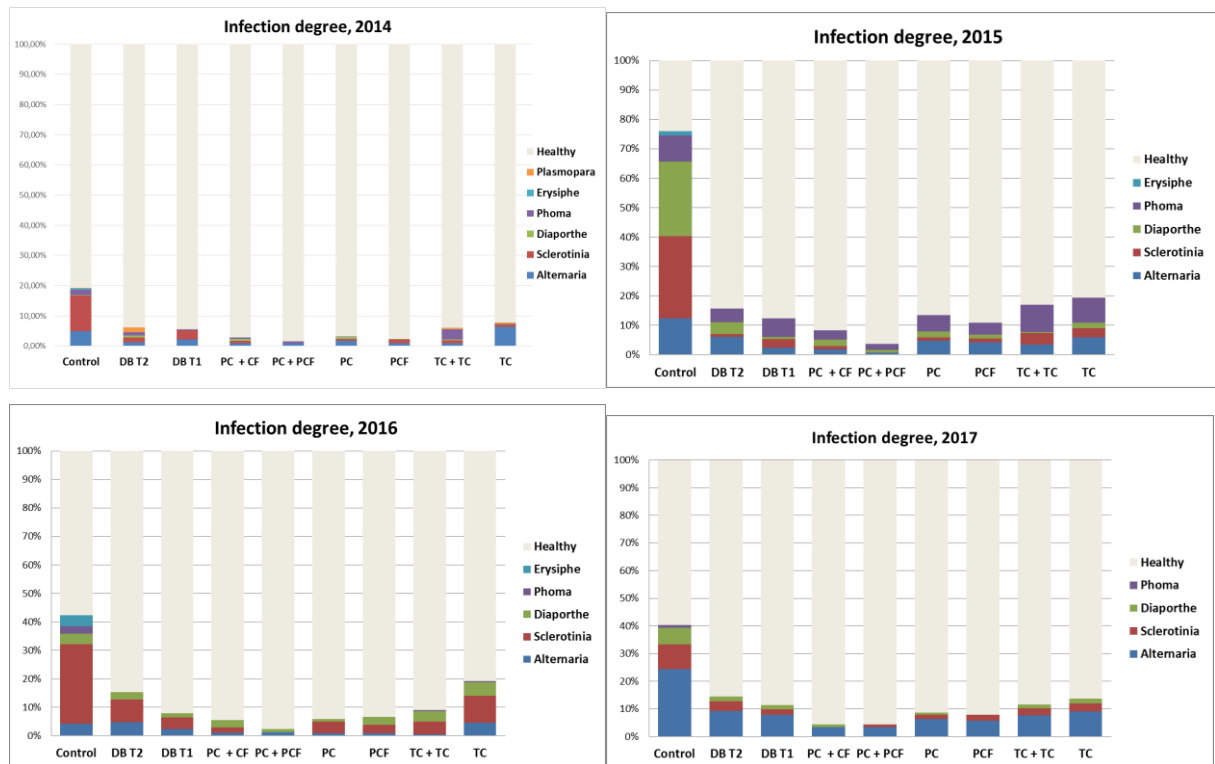 Infection degree, 2014
100,00%
90,00%
80,00%
70,00%
60,00%
50,00%
40,00%
30,00%
20,00%
10,00%
0,00%
Control DB T2 DB T1 PC + CF PC + PCF PC PCF TC + TC TC
Healthy
Plasmopara
Erysiphe
Phoma
Diaporthe
Sclerotinia
Alternaria
Infection degree, 2015
100%
90%
80%
70%
60%
50%
40%
30%
20%
10%
0%
Control DB T2 DB T1 PC + CF PC + PCF PC PCF TC + TC TC
Healthy
Erysiphe
Phoma
Diaporthe
Sclerotinia
Alternaria
Infection degree, 2016
100%
90%
80%
70%
60%
50%
40%
30%
20%
10%
0%
Control DB T2 DB T1 PC + CF PC + PCF PC PCF TC + TC TC
Healthy
Erysiphe
Phoma
Diaporthe
Sclerotinia
Alternaria
Infection degree, 2017
100%
90%
80%
70%
60%
50%
40%
30%
20%
10%
0%
Control DB T2 DB T1 PC + CF PC + PCF PC PCF TC + TC TC
Healthy
Phoma
Diaporthe
Sclerotinia
Alternaria